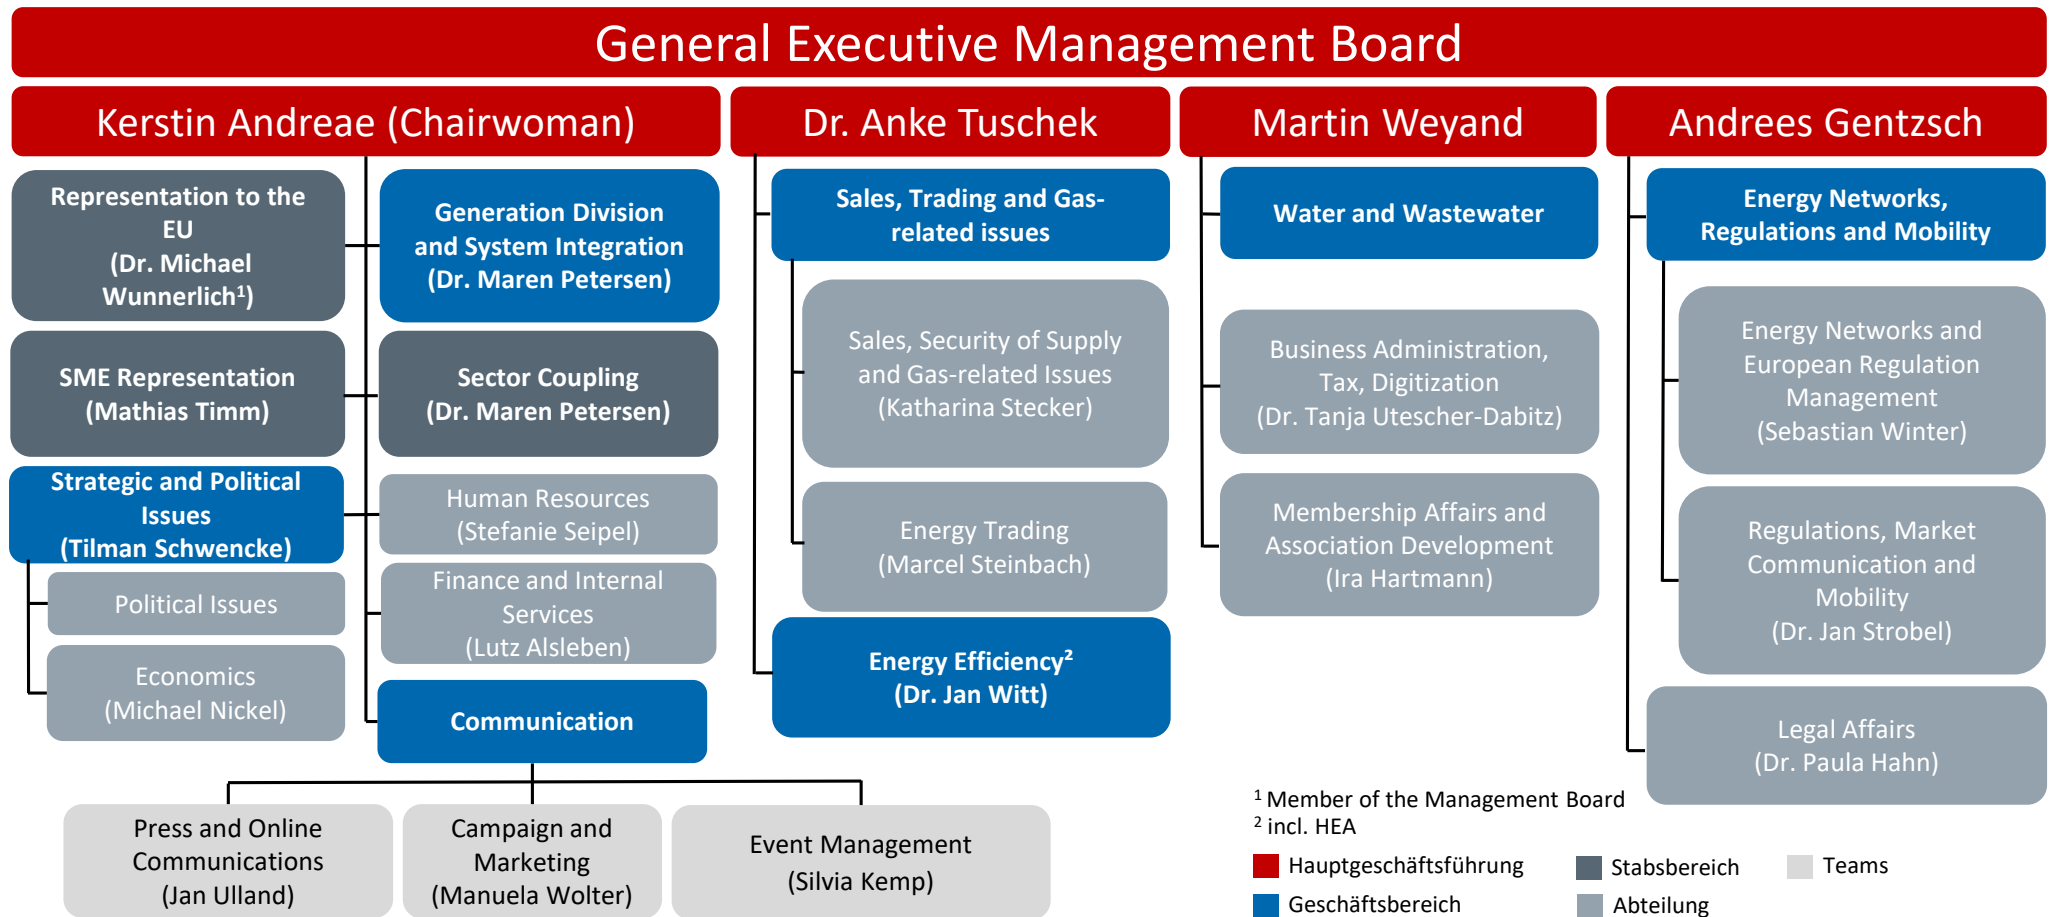 General Executive Management Board
Kerstin Andreae (Chairwoman)
Representation to the
EU
(Dr. Michael
Wunnerlich¹)
Generation Division
and System Integration
(Dr. Maren Petersen)
SME Representation
(Mathias Timm)
Sector Coupling
(Dr. Maren Petersen)
Strategic and Political
Issues
(Tilman Schwencke)
Political Issues
Economics
(Michael Nickel)
Human Resources
(Stefanie Seipel)
Finance and Internal
Services
(Lutz Alsleben)
Communication
Press and Online
Communications
(Jan Ulland)
Campaign and
Marketing
(Manuela Wolter)
Event Management
(Silvia Kemp)
Dr. Anke Tuschek
Sales, Trading and Gas-
related issues
Sales, Security of Supply
and Gas-related Issues
(Katharina Stecker)
Energy Trading
(Marcel Steinbach)
Energy Efficiency²
(Dr. Jan Witt)
Martin Weyand
Water and Wastewater
Business Administration,
Tax, Digitization
(Dr. Tanja Utescher-Dabitz)
Membership Affairs and
Association Development
(Ira Hartmann)
Andrees Gentzsch
Energy Networks,
Regulations and Mobility
Energy Networks and
European Regulation
Management
(Sebastian Winter)
Regulations, Market
Communication and
Mobility
(Dr. Jan Strobel)
Legal Affairs
(Dr. Paula Hahn)
¹ Member of the Management Board
² incl. HEA
Hauptgeschäftsführung
Stabsbereich
Teams
Geschäftsbereich
Abteilung